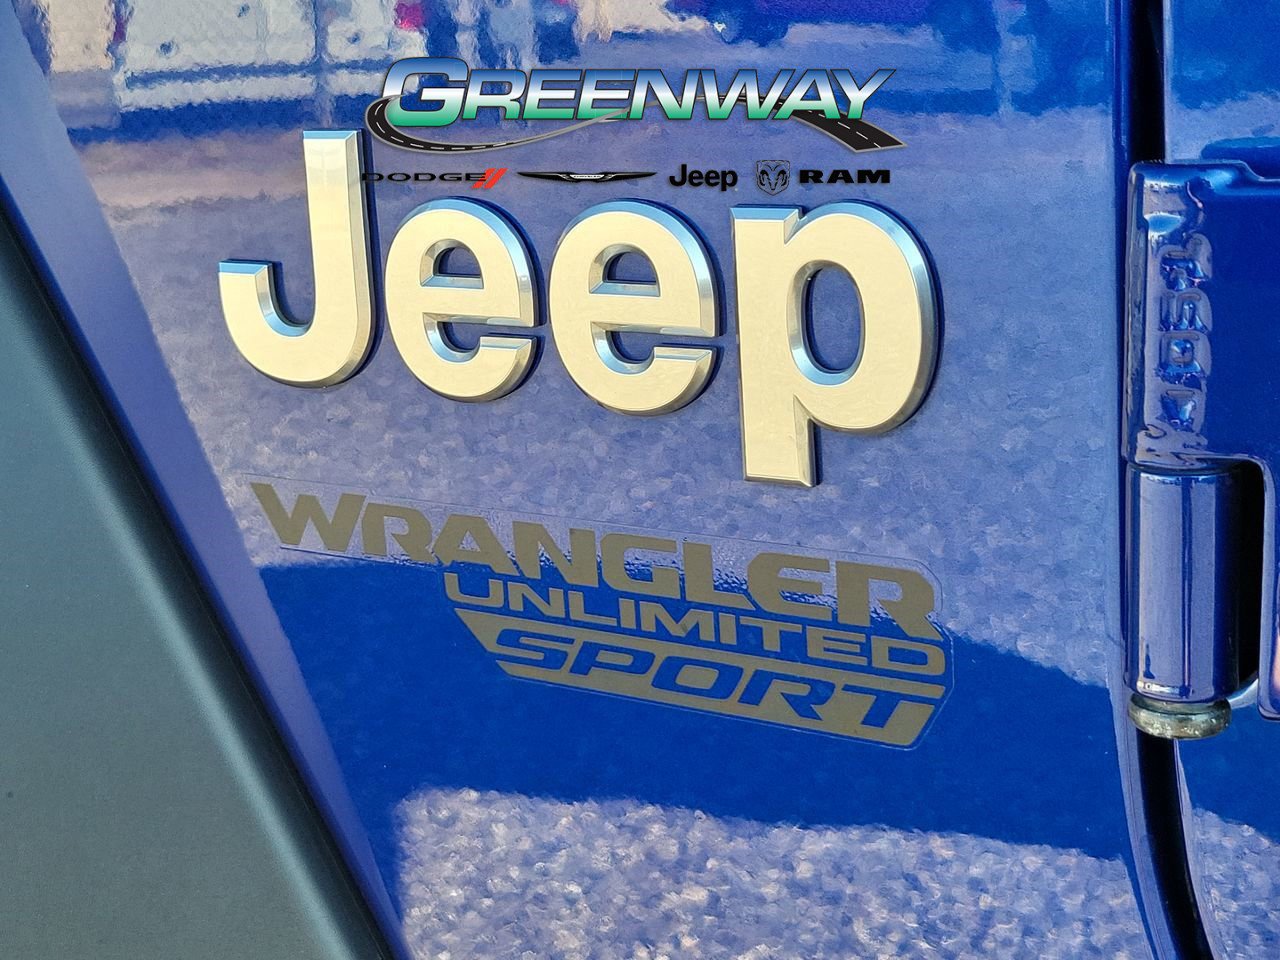 GREENWAY
DODGE Jeep RAM
Jeep
WRANGLER
UNLIMITED
SPORT